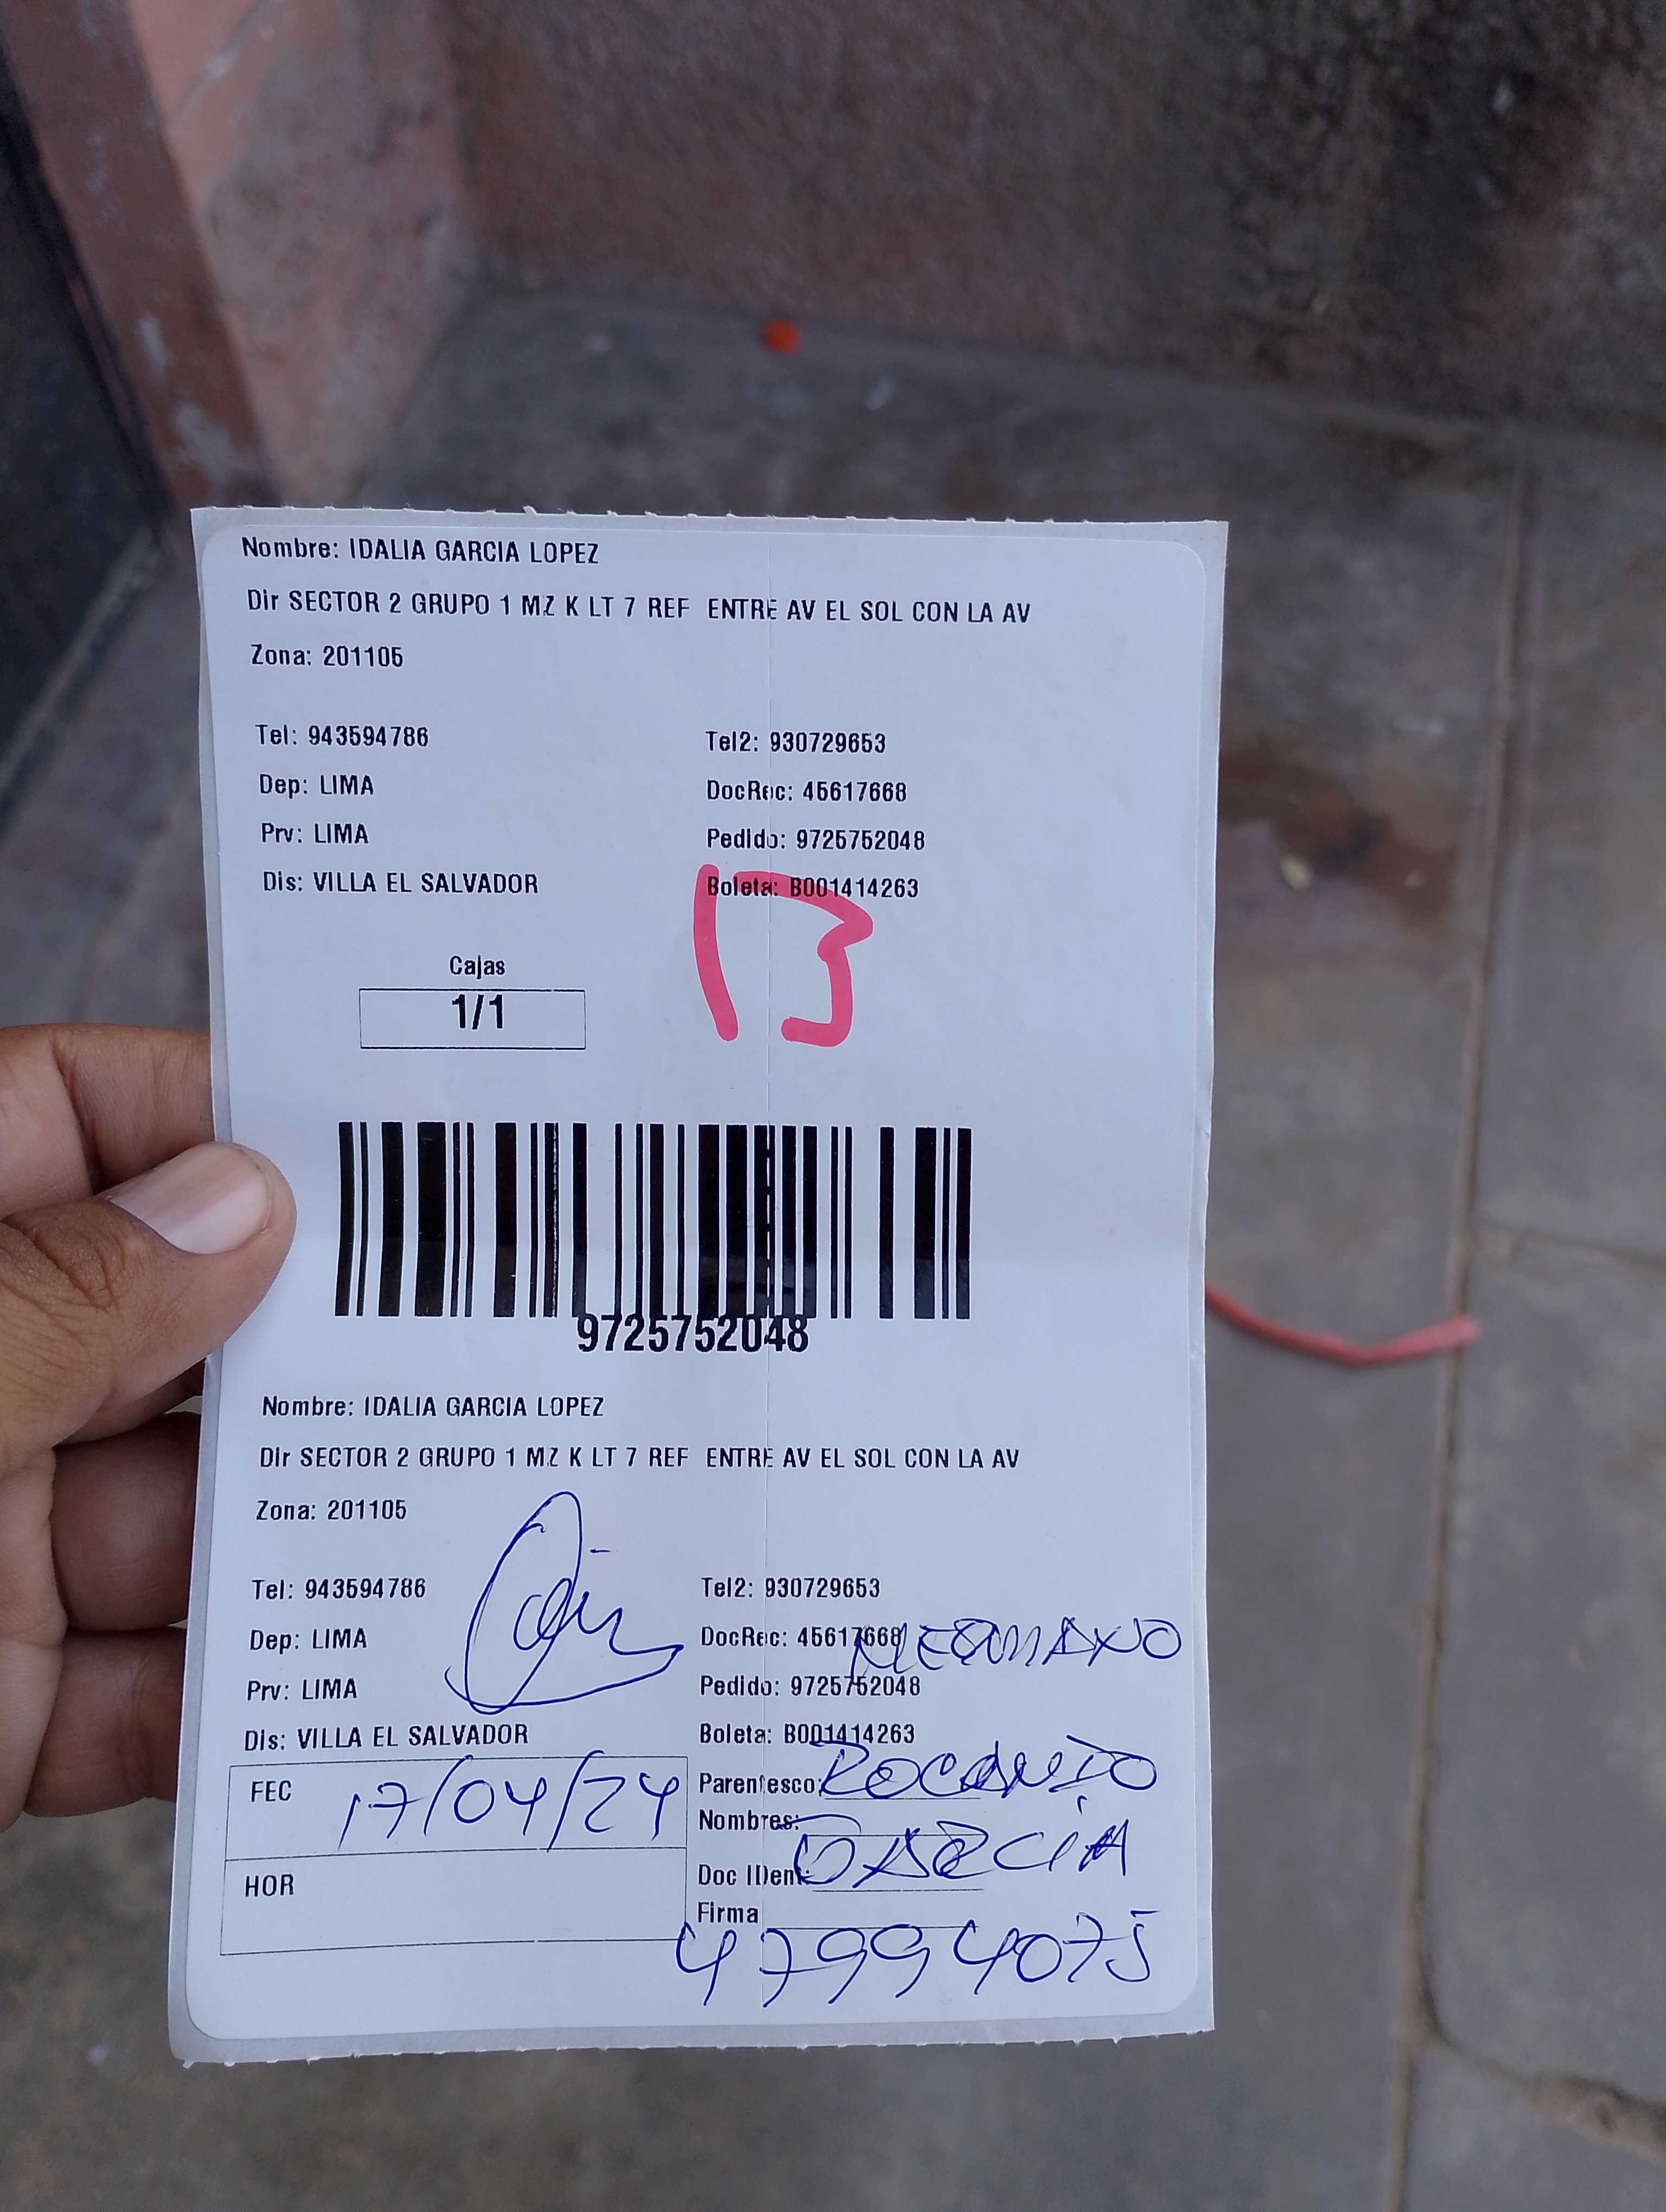 Nombre: IDALIA GARCIA LOPEZ
Dir SECTOR 2 GRUPO 1 MZ K LT 7 REF ENTRE AV EL SOL CON LA AV
Zona: 201105
Tel: 943594786 Tel2: 930729653
Dep: LIMA DocRec: 45617668
Prv: LIMA Pedido: 9725752048
Dis: VILLA EL SALVADOR Boleta: B001414263
13
Cajas
1/1
9725752048
Nombre: IDALIA GARCIA LOPEZ
Dir SECTOR 2 GRUPO 1 MZ K LT 7 REF ENTRE AV EL SOL CON LA AV
Zona: 201105
Tel: 943594786 Tel2: 930729653
Dep: LIMA DocRec: 45617668 HERMANO
Prv: LIMA Pedido: 9725752048
Dis: VILLA EL SALVADOR Boleta: B001414263
FEC 17/04/24 Parentesco:
Nombres: GARCÍA
HOR Doc IDent:
Firma
47994075